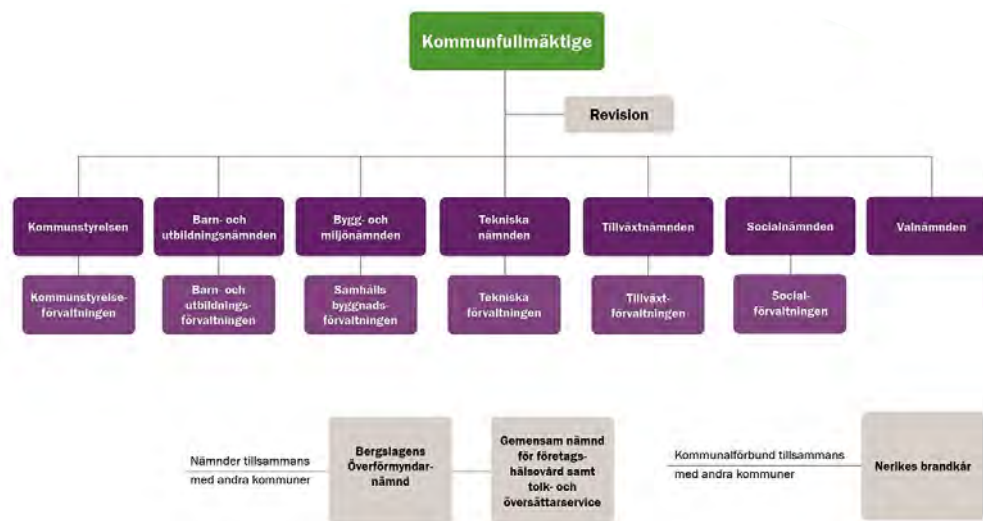 Kommunfullmäktige
Revision
Kommunstyrelsen
Barn- och
utbildningsnämnden
Bygg- och
miljönämnden
Tekniska
nämnden
Tillväxtnämnden
Socialnämnden
Valnämnden
Kommunstyrelse-
förvaltningen
Barn- och
utbildnings-
förvaltningen
Samhälls
byggnads
förvaltningen
Tekniska
förvaltningen
Tillväxt-
förvaltningen
Social-
förvaltningen
Nämnder tillsammans
med andra kommuner
Bergslagens
Överförmyndar-
nämnd
Gemensam nämnd
för företags-
hälsovård samt
tolk- och
översättarservice
Kommunalförbund tillsammans
med andra kommuner
Nerikes brandkår